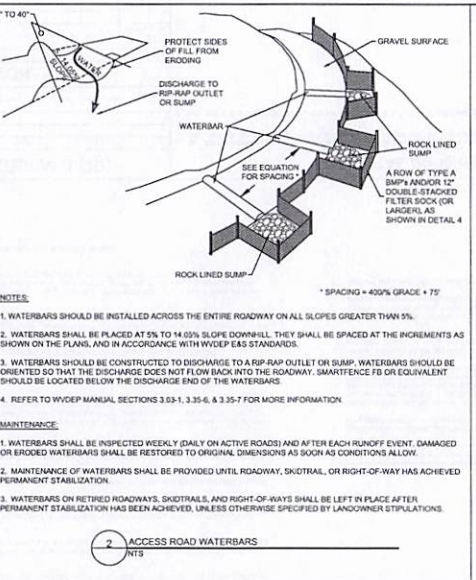 " TO 40"
14.05%
SLOPE
PROTECT SIDES
OF FILL FROM
ERODING
DISCHARGE TO
RIP-RAP OUTLET
OR SUMP
WATERBAR
SEE EQUATION
FOR SPACING *
GRAVEL SURFACE
ROCK LINED
SUMP
A ROW OF TYPE A
BMP's AND/OR 12"
DOUBLE-STACKED
FILTER SOCK (OR
LARGER), AS
SHOWN IN DETAIL 4
ROCK LINED SUMP
* SPACING = 400/% GRADE + 75'
NOTES:
1. WATERBARS SHOULD BE INSTALLED ACROSS THE ENTIRE ROADWAY ON ALL SLOPES GREATER THAN 5%.
2. WATERBARS SHALL BE PLACED AT 5% TO 14.05% SLOPE DOWNHILL. THEY SHALL BE SPACED AT THE INCREMENTS AS
SHOWN ON THE PLANS, AND IN ACCORDANCE WITH WVDEP E&S STANDARDS.
3. WATERBARS SHOULD BE CONSTRUCTED TO DISCHARGE TO A RIP-RAP OUTLET OR SUMP, WATERBARS SHOULD BE
ORIENTED SO THAT THE DISCHARGE DOES NOT FLOW BACK INTO THE ROADWAY. SMARTFENCE FB OR EQUIVALENT
SHOULD BE LOCATED BELOW THE DISCHARGE END OF THE WATERBARS.
4. REFER TO WVDEP MANUAL SECTIONS 3.03-1, 3.35-6, & 3.35-7 FOR MORE INFORMATION.
MAINTENANCE:
1. WATERBARS SHALL BE INSPECTED WEEKLY (DAILY ON ACTIVE ROADS) AND AFTER EACH RUNOFF EVENT. DAMAGED
OR ERODED WATERBARS SHALL BE RESTORED TO ORIGINAL DIMENSIONS AS SOON AS CONDITIONS ALLOW.
2. MAINTENANCE OF WATERBARS SHALL BE PROVIDED UNTIL ROADWAY, SKIDTRAIL, OR RIGHT-OF-WAY HAS ACHIEVED
PERMANENT STABILIZATION.
3. WATERBARS ON RETIRED ROADWAYS, SKIDTRAILS, AND RIGHT-OF-WAYS SHALL BE LEFT IN PLACE AFTER
PERMANENT STABILIZATION HAS BEEN ACHIEVED, UNLESS OTHERWISE SPECIFIED BY LANDOWNER STIPULATIONS.
2 ACCESS ROAD WATERBARS
NTS